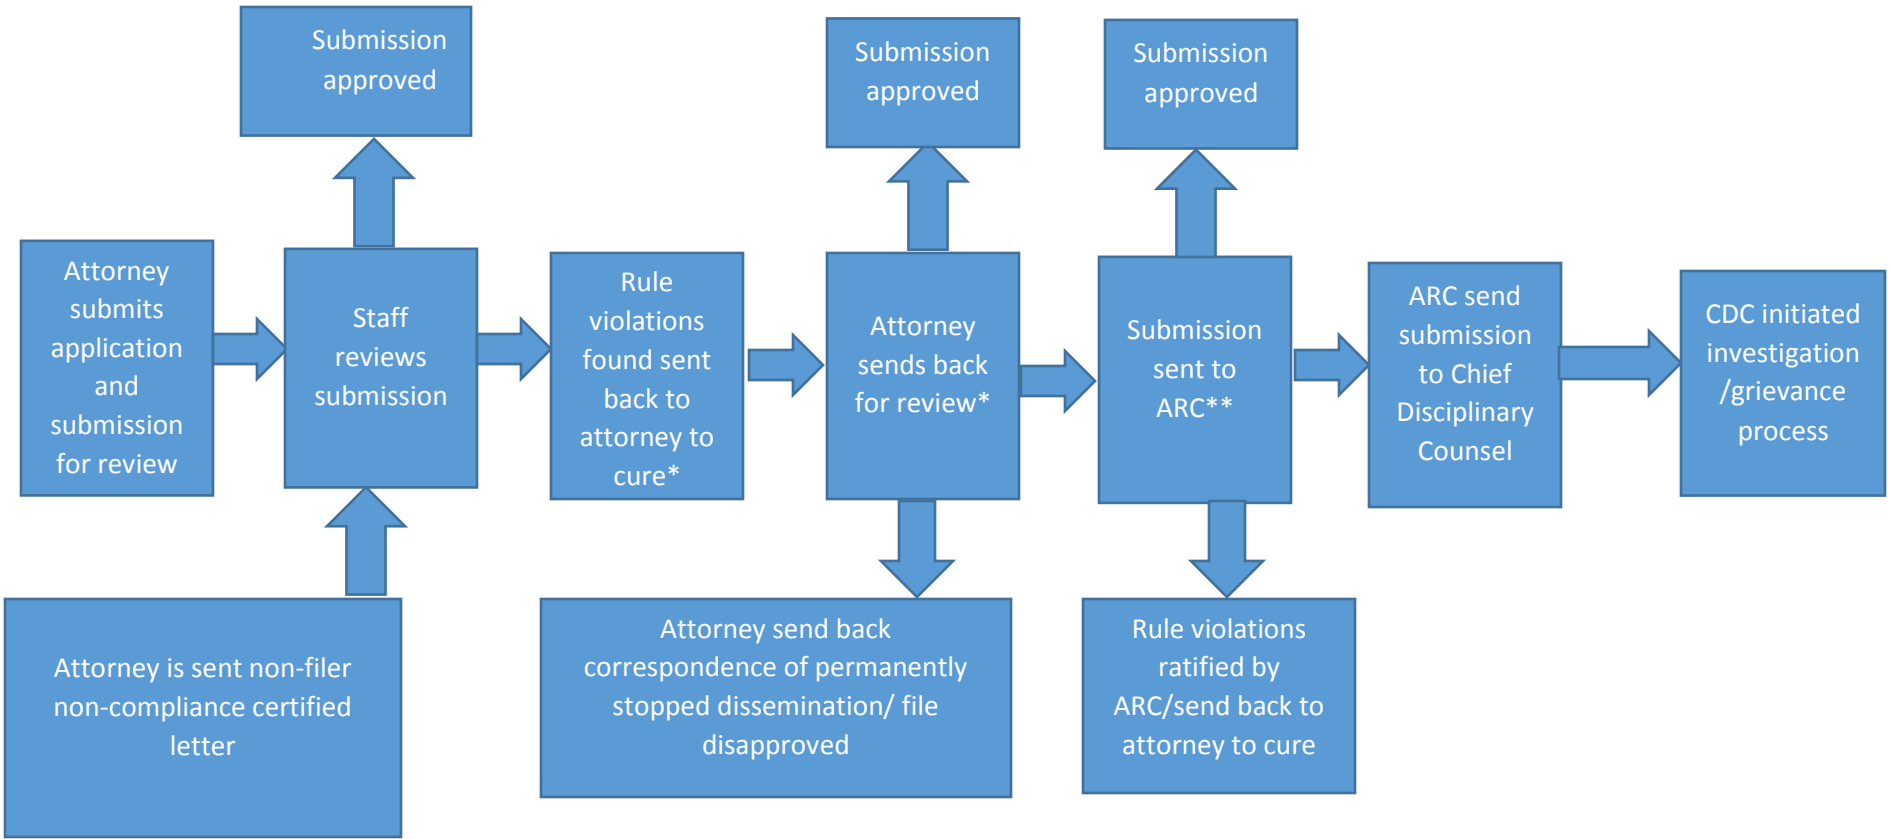 Submission
approved
Submission
approved
Submission
approved
Attorney
submits
application
and
submission
for review
Staff
reviews
submission
Rule
violations
found sent
back to
attorney to
cure*
Attorney
sends back
for review*
Submission
sent to
ARC**
ARC send
submission
to Chief
Disciplinary
Counsel
CDC initiated
investigation
/grievance
process
Attorney is sent non-filer
non-compliance certified
letter
Attorney send back
correspondence of permanently
stopped dissemination/ file
disapproved
Rule violations
ratified by
ARC/send back to
attorney to cure